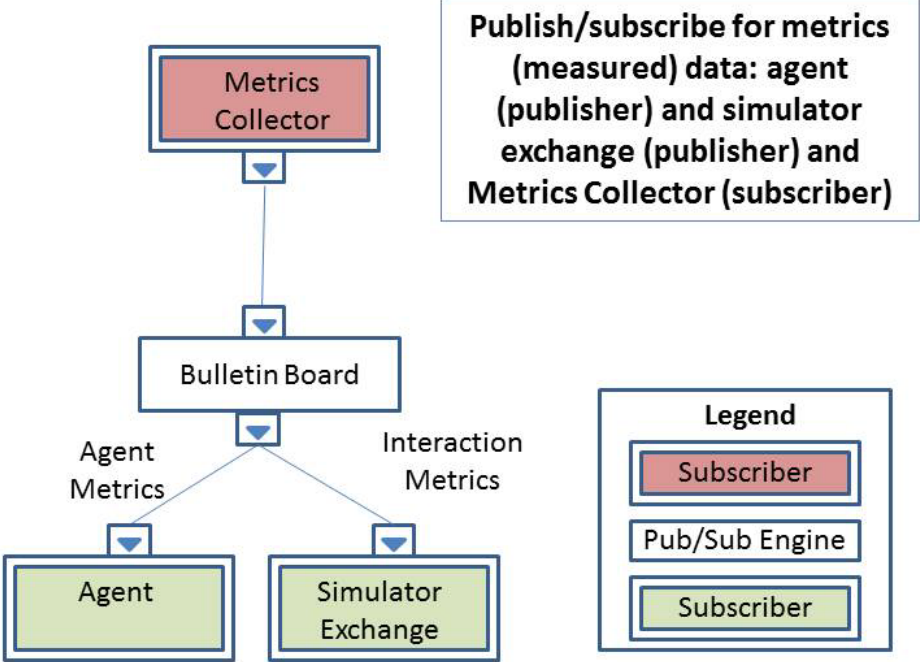 Publish/subscribe for metrics
(measured) data: agent
(publisher) and simulator
exchange (publisher) and
Metrics Collector (subscriber)
Metrics
Collector
Bulletin Board
Agent
Metrics
Interaction
Metrics
Agent
Simulator
Exchange
Legend
Subscriber
Pub/Sub Engine
Subscriber